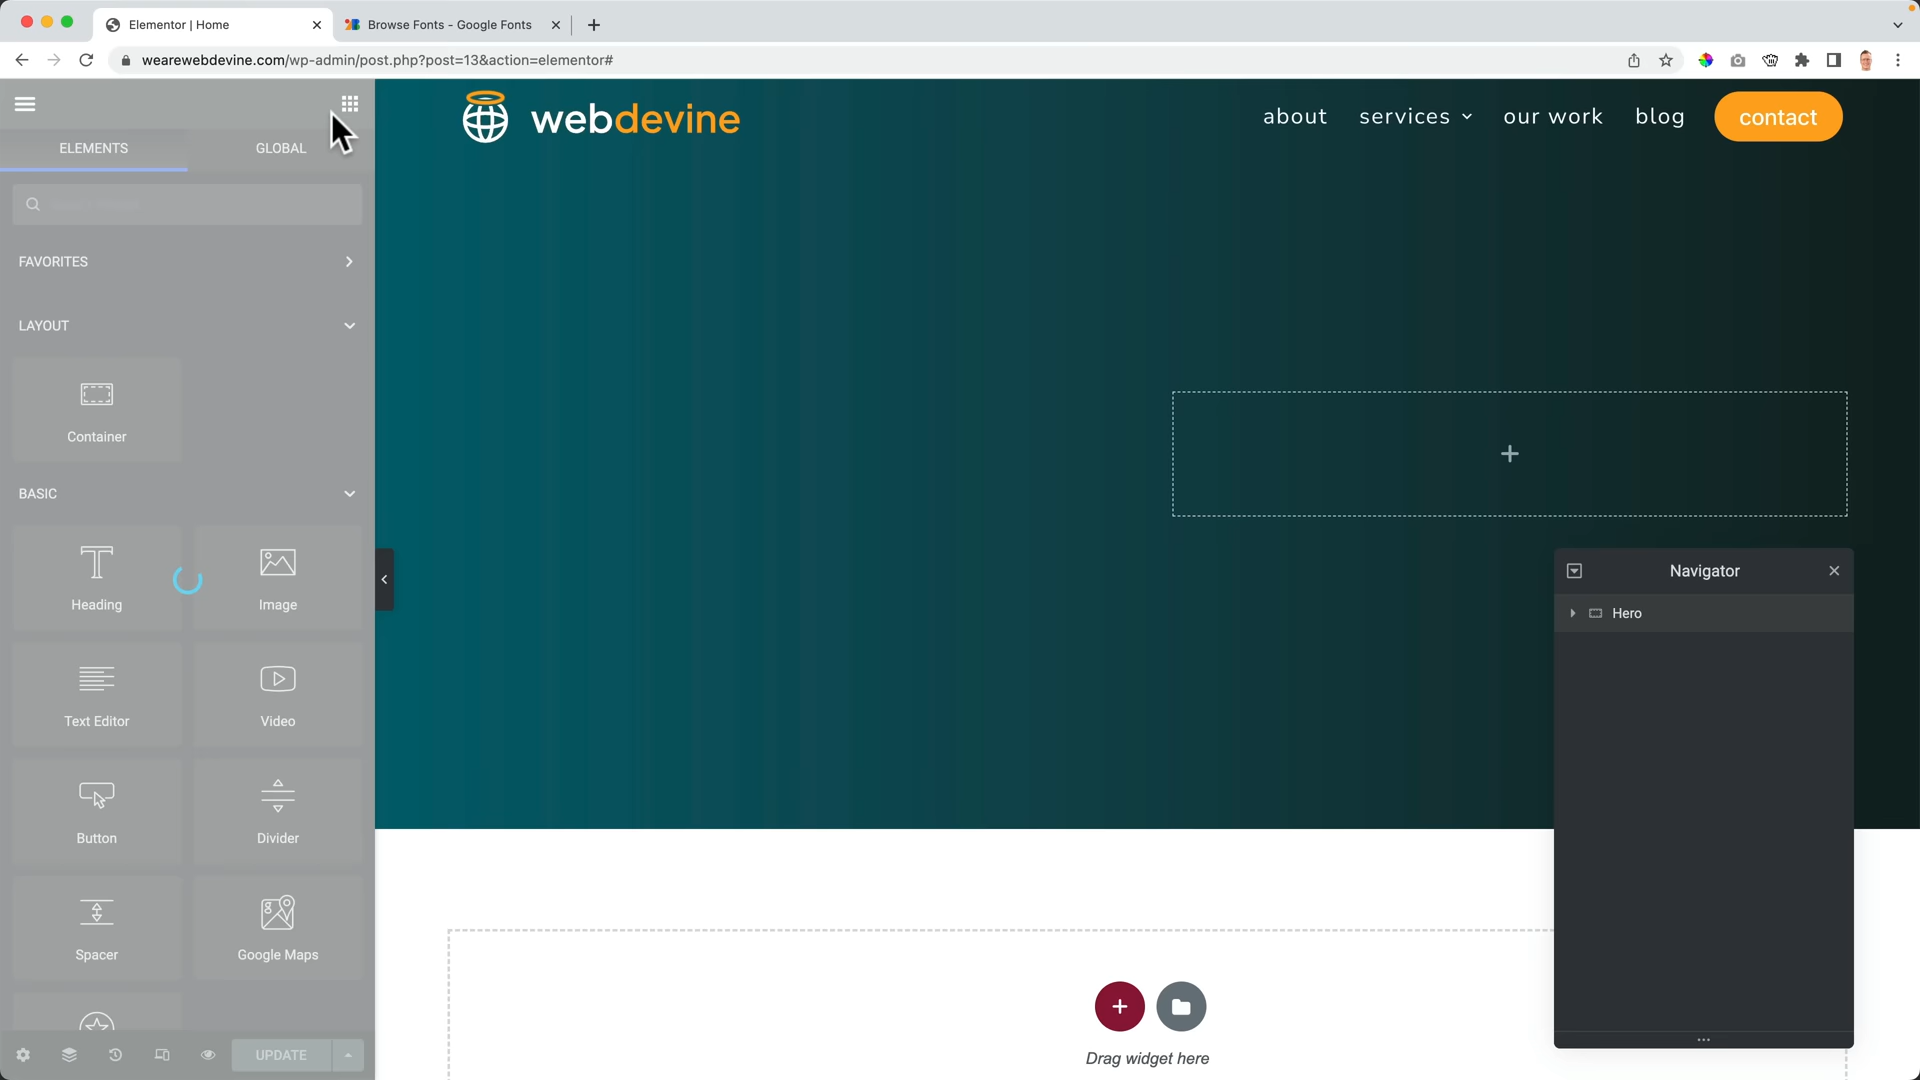 Elementor | Home
Browse Fonts - Google Fonts
wearewebdevine.com/wp-admin/post.php?post=13&action=elementor#
webdevine
about services our work blog contact
ELEMENTS GLOBAL
FAVORITES
LAYOUT
Container
BASIC
Heading Image
Text Editor Video
Button Divider
Spacer Google Maps
UPDATE
Navigator
Hero
Drag widget here